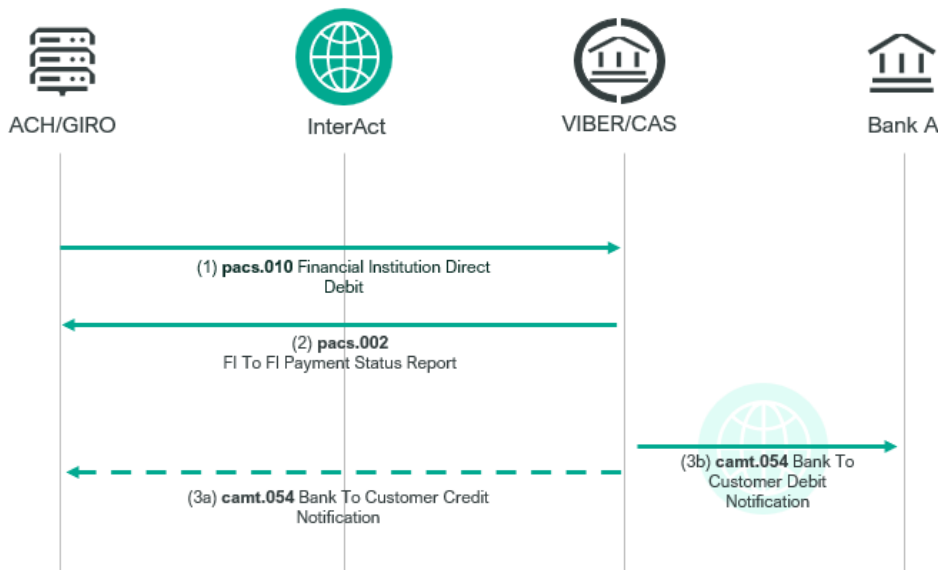 ACH/GIRO
InterAct
VIBER/CAS
Bank A
(1) pacs.010 Financial Institution Direct
Debit
(2) pacs.002
FI To FI Payment Status Report
(3b) camt.054 Bank To
Customer Debit
Notification
(3a) camt.054 Bank To Customer Credit
Notification